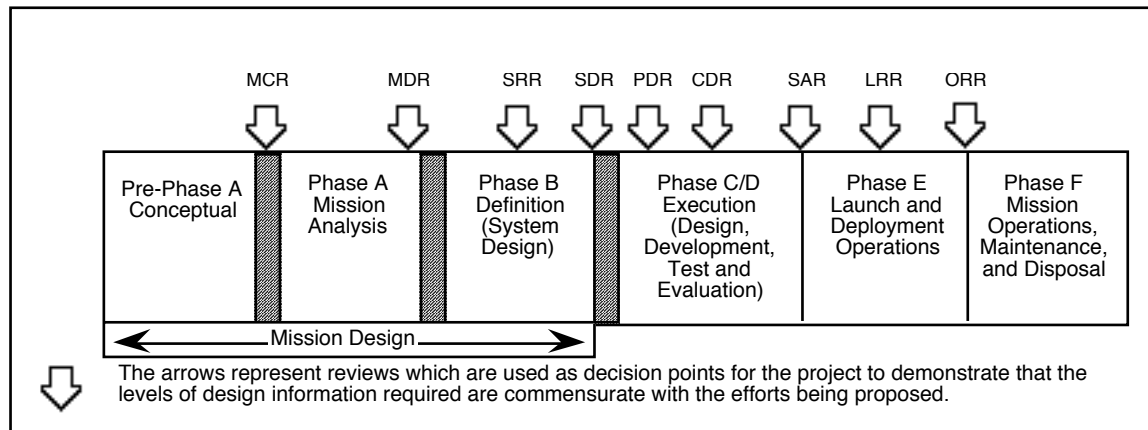 MCR MDR SRR SDR PDR CDR SAR LRR ORR
Pre-Phase A
Conceptual
Phase A
Mission
Analysis
Phase B
Definition
(System
Design)
Phase C/D
Execution
(Design,
Development,
Test and
Evaluation)
Phase E
Launch and
Deployment
Operations
Phase F
Mission
Operations,
Maintenance,
and Disposal
Mission Design
The arrows represent reviews which are used as decision points for the project to demonstrate that the
levels of design information required are commensurate with the efforts being proposed.